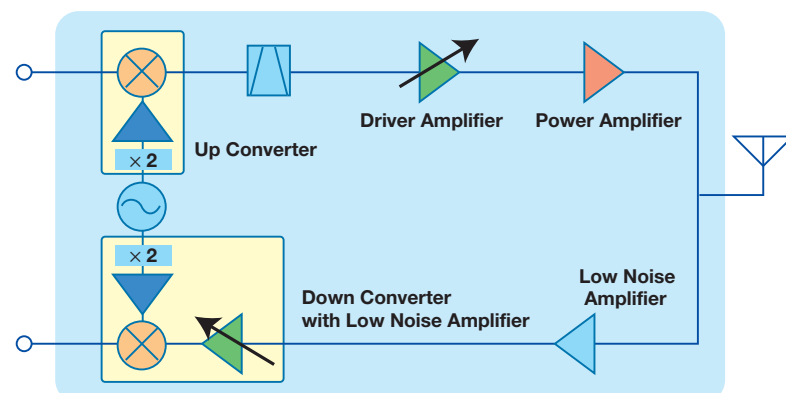 Driver Amplifier
Power Amplifier
Up Converter
× 2
× 2
Low Noise
Amplifier
Down Converter
with Low Noise Amplifier